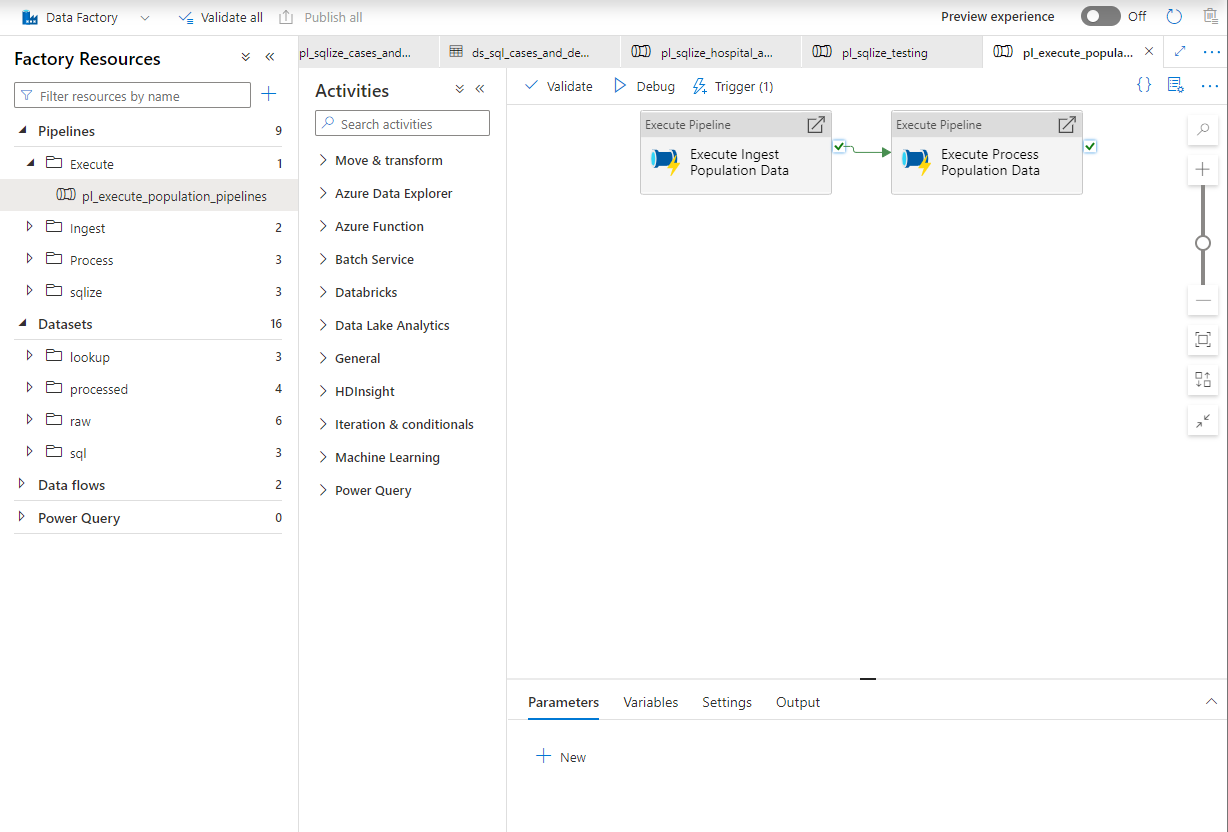 Data Factory
Validate all
Publish all
Preview experience
Off
Factory Resources
Filter resources by name
Pipelines 9
Execute 1
pl_execute_population_pipelines
Ingest 2
Process 3
sqlize 3
Datasets 16
lookup 3
processed 4
raw 6
sql 3
Data flows 2
Power Query 0
pl_sqlize_cases_and...
ds_sql_cases_and_de...
pl_sqlize_hospital_a...
pl_sqlize_testing
pl_execute_popula...
Activities
Search activities
Move & transform
Azure Data Explorer
Azure Function
Batch Service
Databricks
Data Lake Analytics
General
HDInsight
Iteration & conditionals
Machine Learning
Power Query
Validate
Debug
Trigger (1)
Execute Pipeline
Execute Ingest
Population Data
Execute Pipeline
Execute Process
Population Data
Parameters
Variables
Settings
Output
New